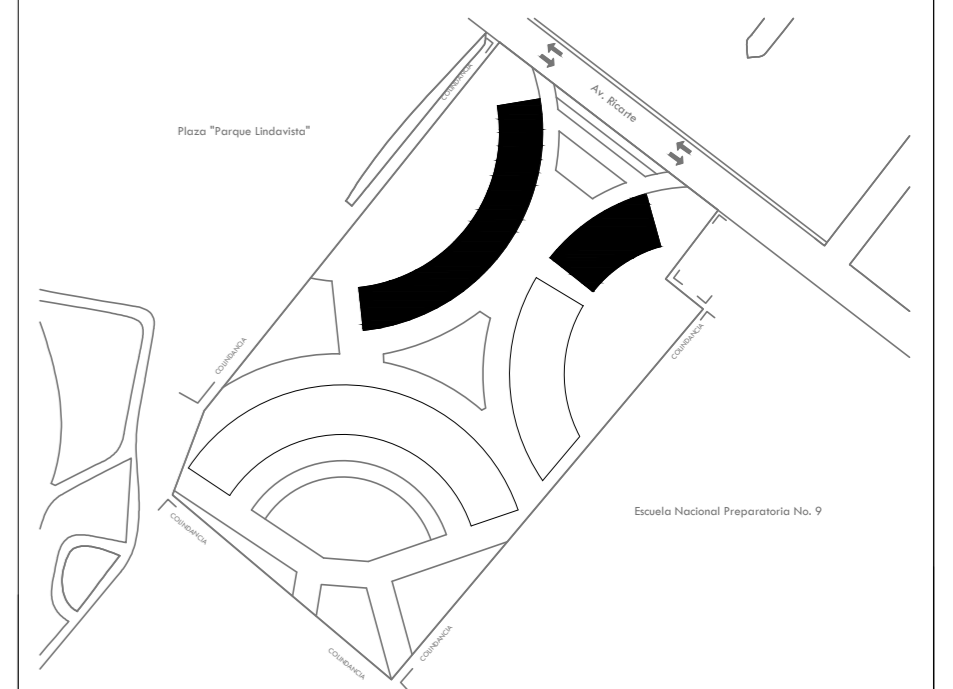 COLINDANCIA
Av. Ricarte
Plaza "Parque Lindavista"
COLINDANCIA
COLINDANCIA
Escuela Nacional Preparatoria No. 9
COLINDANCIA
COLINDANCIA
COLINDANCIA